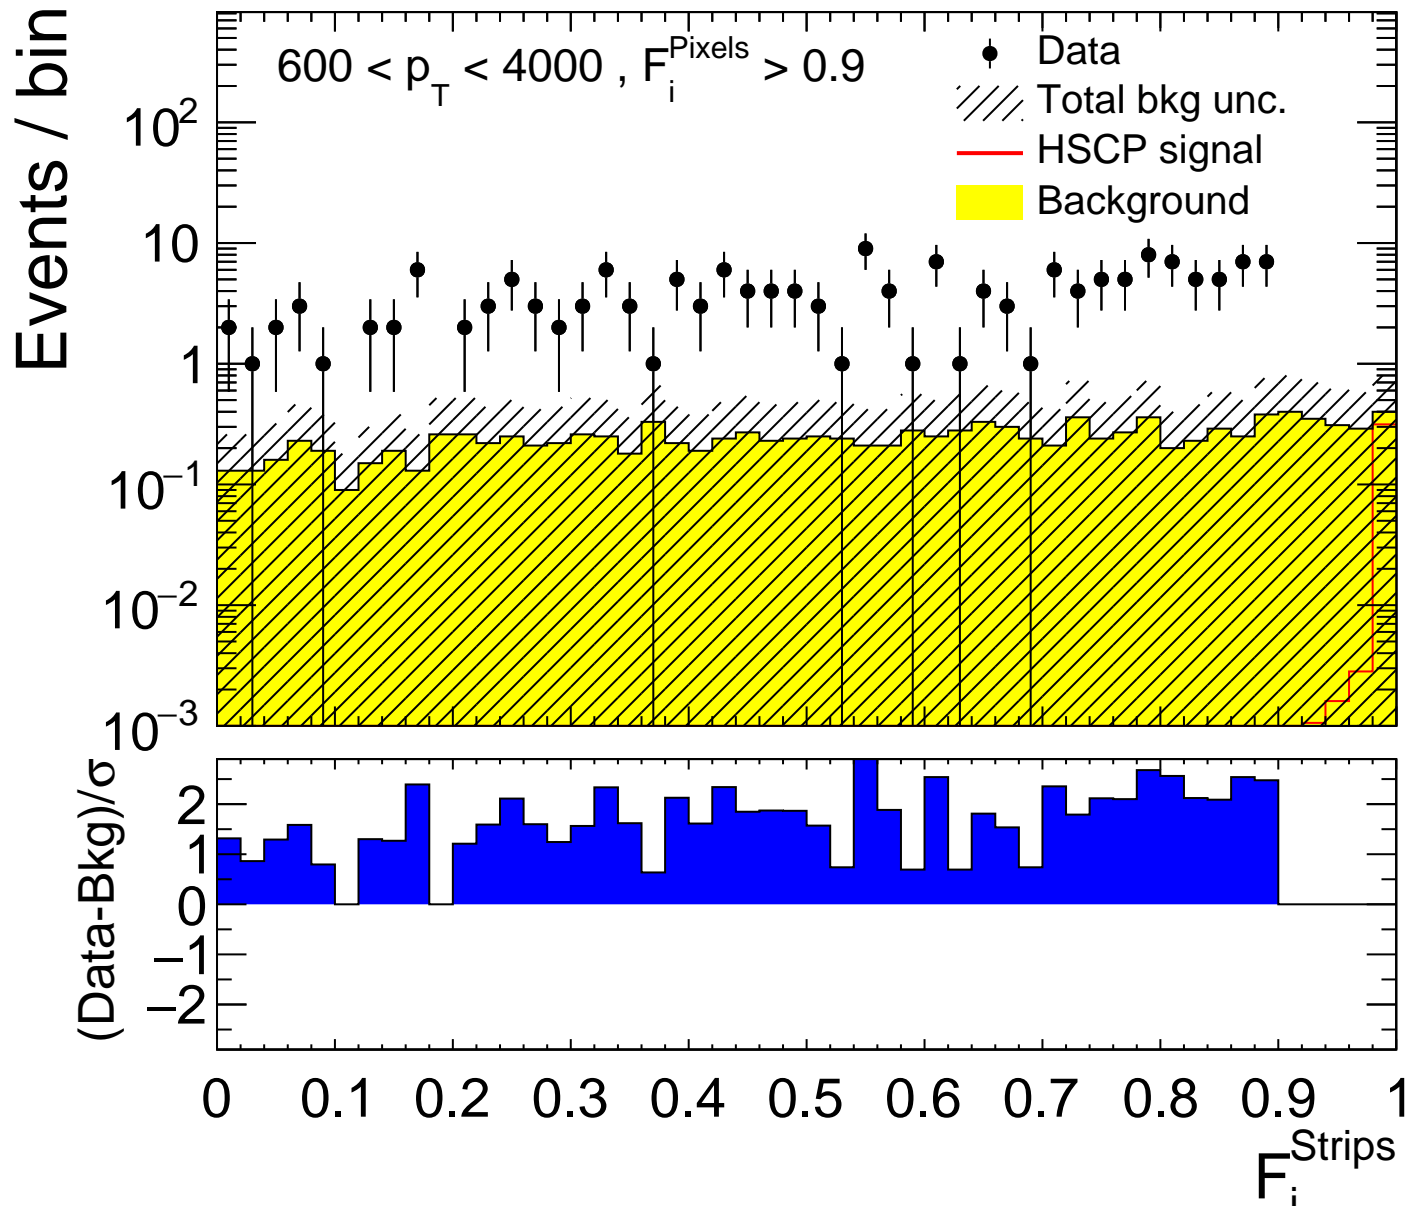 Events / bin
600 < p_T < 4000 , F_i^Pixels > 0.9
Data
Total bkg unc.
HSCP signal
Background
10²
10
1
10⁻¹
10⁻²
10⁻³
(Data-Bkg)/σ
2
1
0
−1
−2
0 0.1 0.2 0.3 0.4 0.5 0.6 0.7 0.8 0.9 1
F_i^Strips